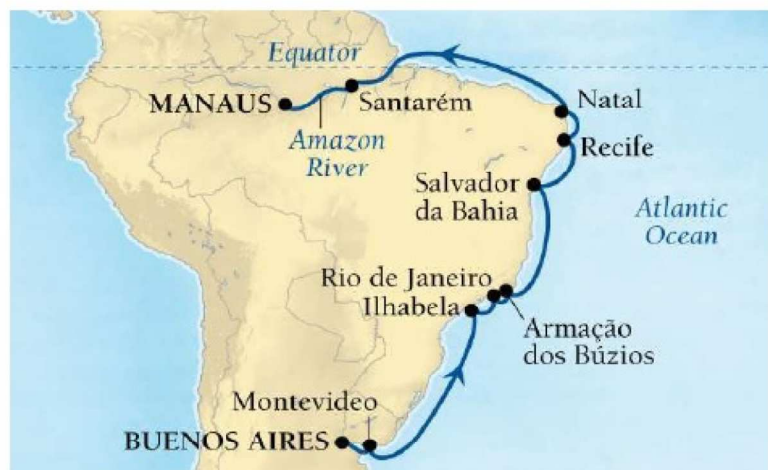 Equator
MANAUS
Santarém
Natal
Amazon
River
Recife
Salvador
da Bahia
Atlantic
Ocean
Rio de Janeiro
Ilhabela
Armação
dos Búzios
Montevideo
BUENOS AIRES